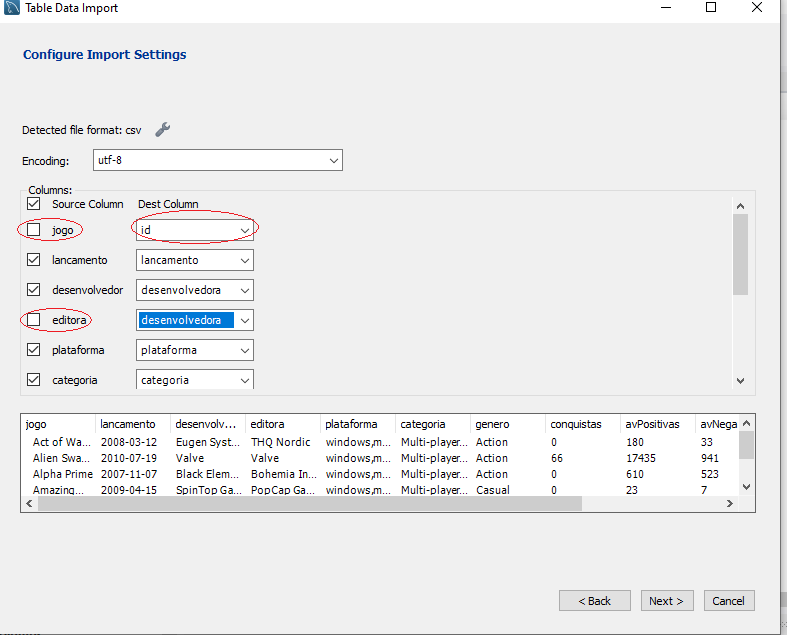 Table Data Import
Configure Import Settings
Detected file format: csv
Encoding: utf-8
Columns:
Source Column Dest Column
jogo id
lancamento lancamento
desenvolvedor desenvolvedora
editora desenvolvedora
plataforma plataforma
categoria categoria
jogo lancamento desenvolv... editora plataforma categoria genero conquistas avPositivas avNega
Act of Wa... 2008-03-12 Eugen Syst... THQ Nordic windows,m... Multi-player... Action 0 180 33
Alien Swa... 2010-07-19 Valve Valve windows,m... Multi-player... Action 66 17435 941
Alpha Prime 2007-11-07 Black Elem... Bohemia In... windows,m... Multi-player... Action 0 610 523
Amazing... 2009-04-15 SpinTop Ga... PopCap Ga... windows,m... Multi-player... Casual 0 23 7
< Back Next > Cancel